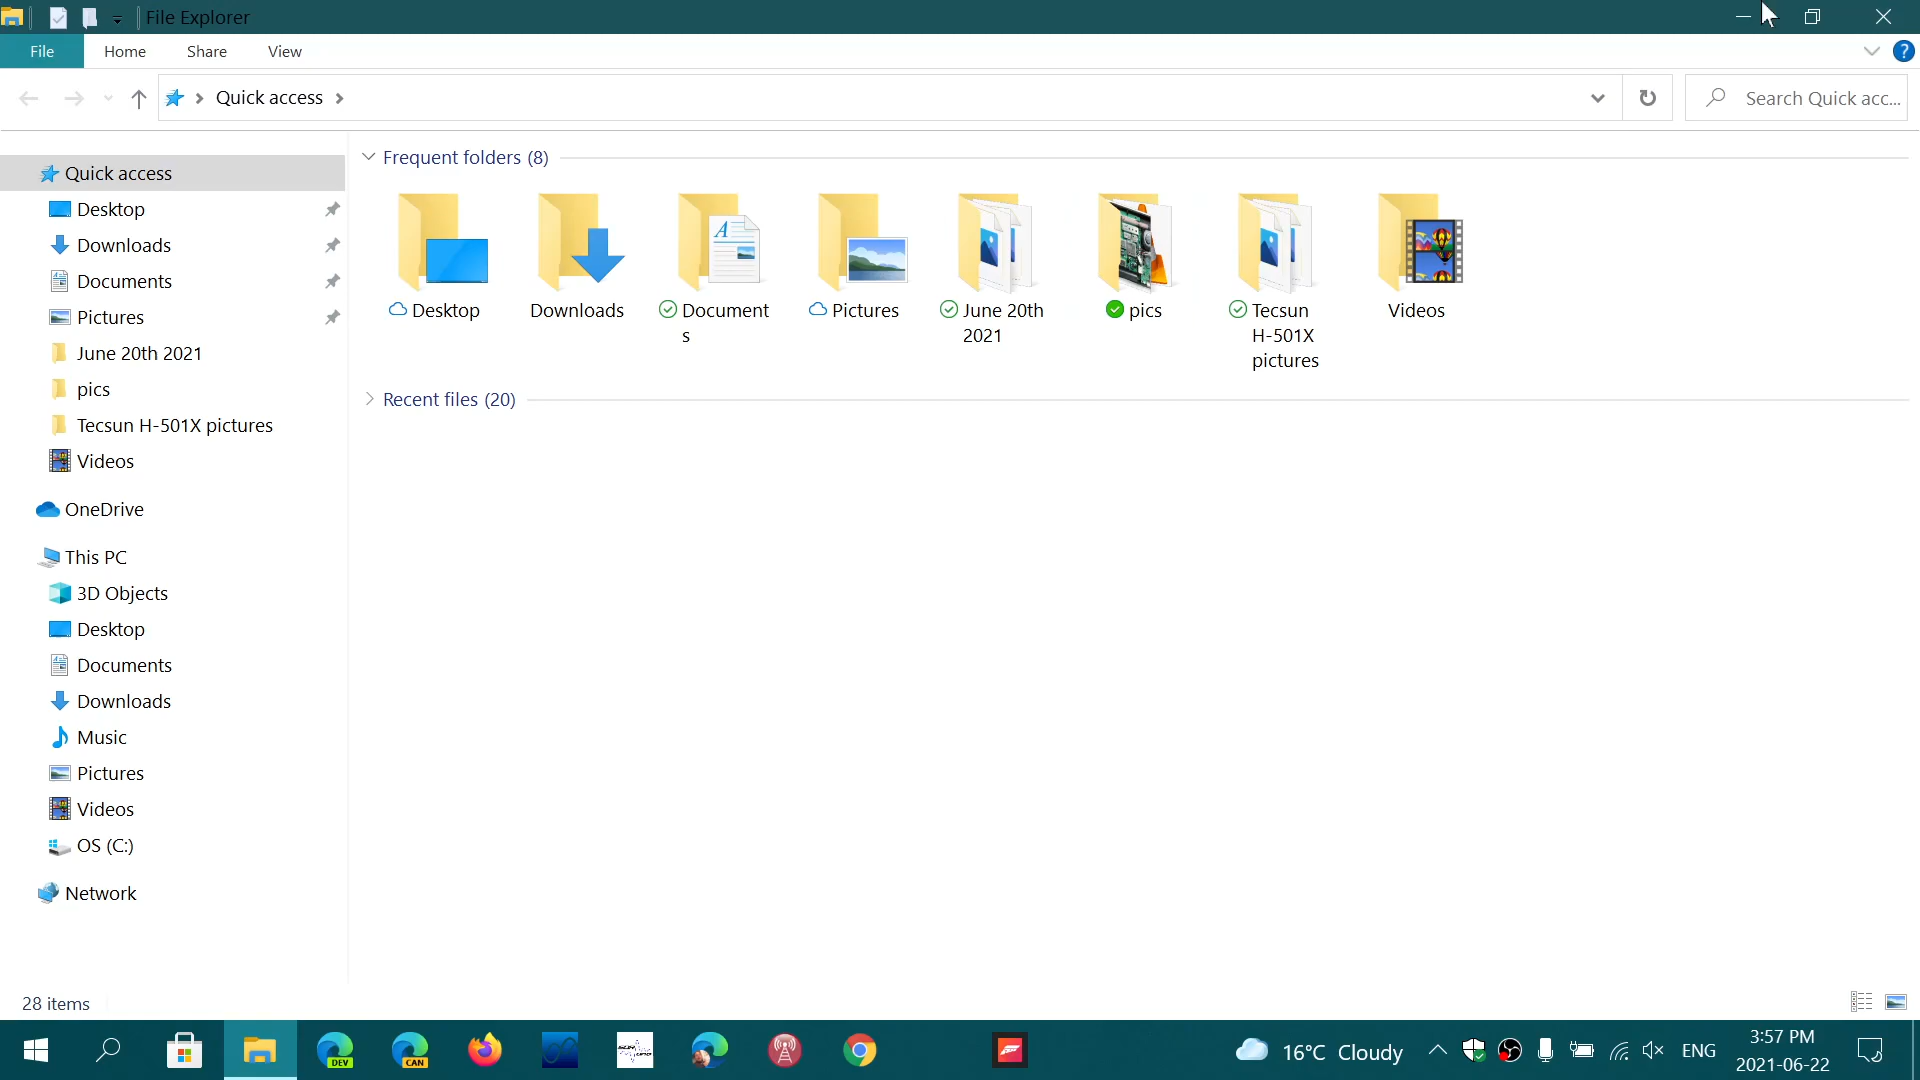 File Explorer
File
Home
Share
View
?
Quick access
Search Quick acc...
Quick access
Desktop
Downloads
Documents
Pictures
June 20th 2021
pics
Tecsun H-501X pictures
Videos
OneDrive
This PC
3D Objects
Desktop
Documents
Downloads
Music
Pictures
Videos
OS (C:)
Network
Frequent folders (8)
Desktop
Downloads
Document
s
Pictures
June 20th
2021
pics
Tecsun
H-501X
pictures
Videos
Recent files (20)
28 items
DEV
CAN
16°C Cloudy
ENG
3:57 PM
2021-06-22